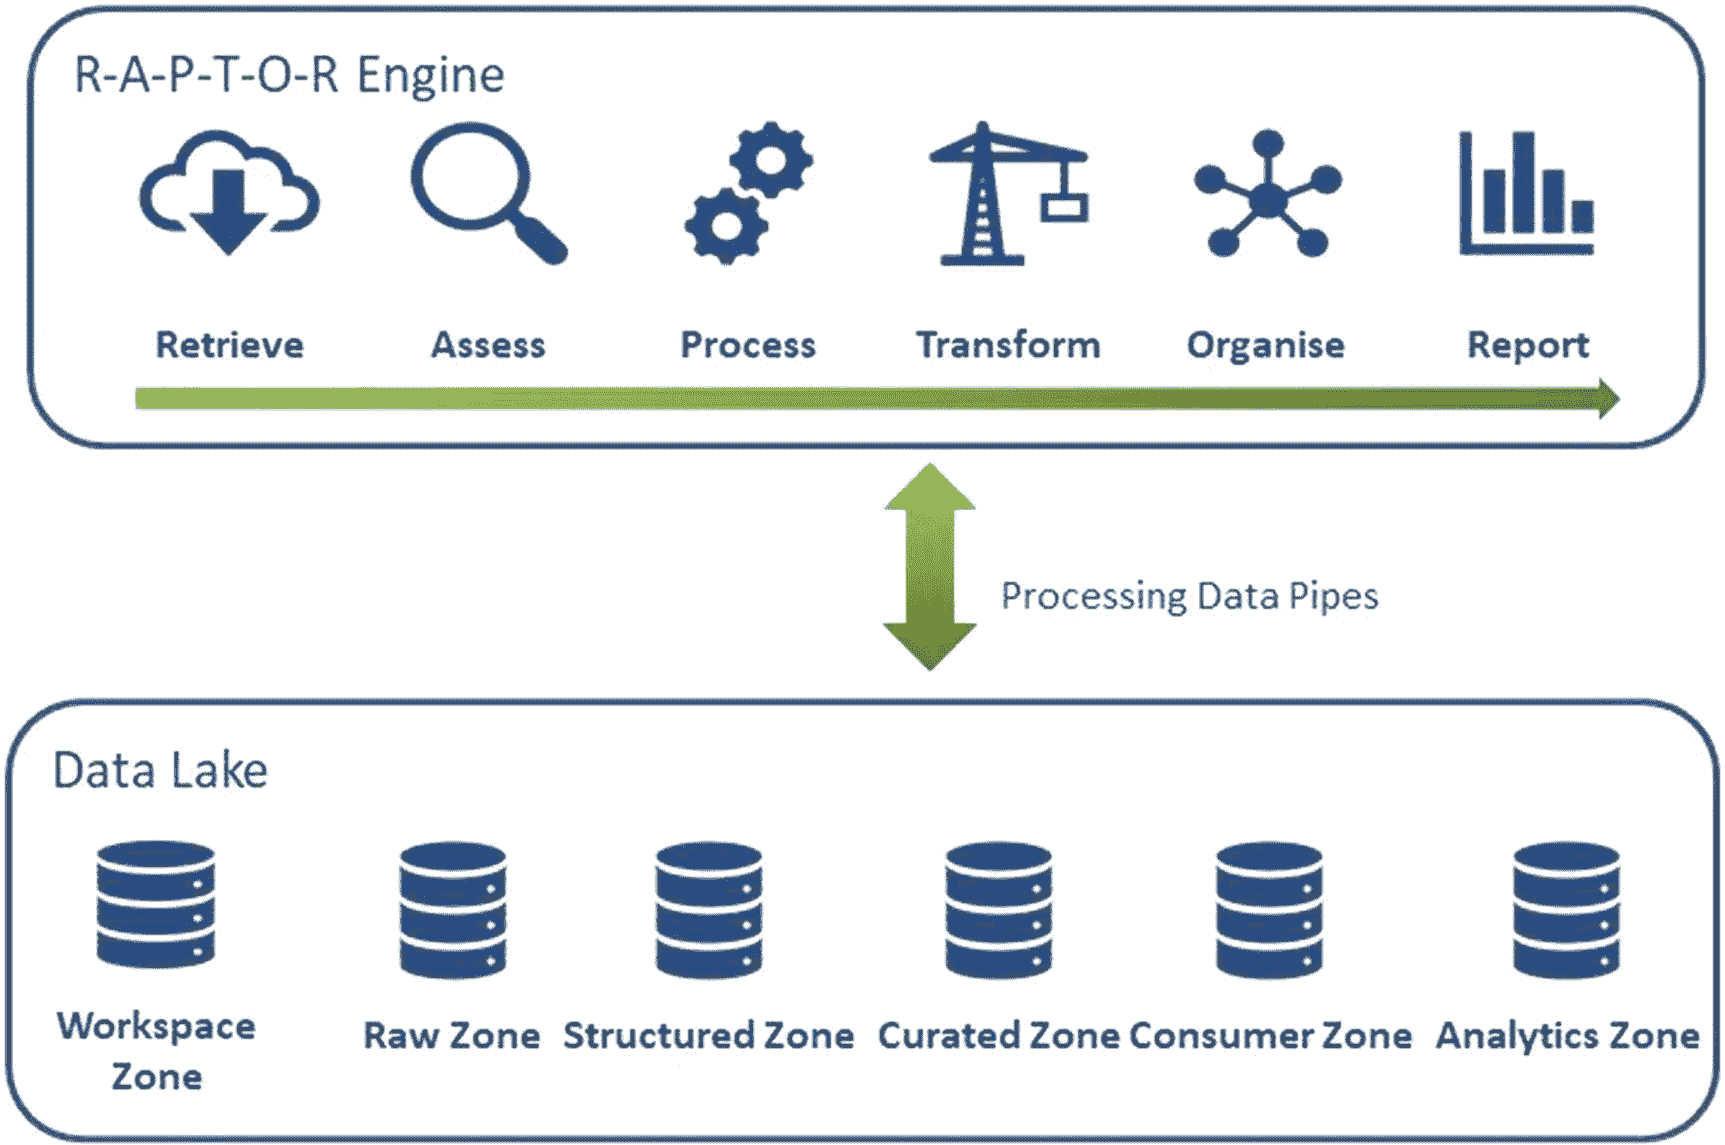 R-A-P-T-O-R Engine
Retrieve Assess Process Transform Organise Report
Processing Data Pipes
Data Lake
Workspace Zone
Raw Zone Structured Zone Curated Zone Consumer Zone Analytics Zone